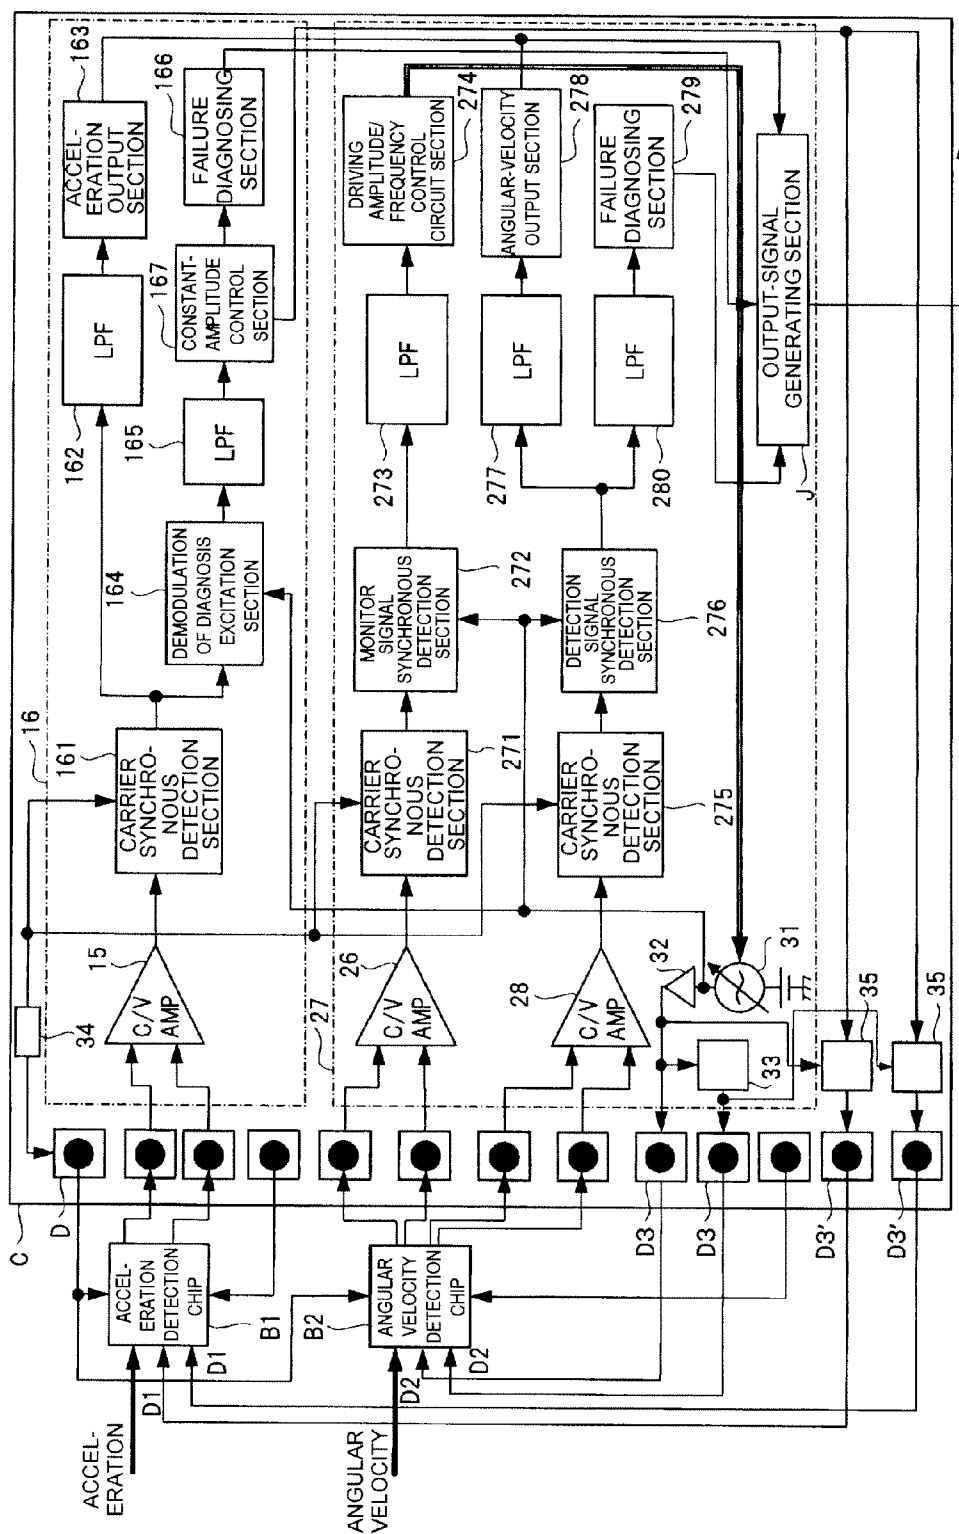 163
ACCEL-
ERATION
OUTPUT
SECTION
166
FAILURE
DIAGNOSING
SECTION
LPF
162
167
CONSTANT-
AMPLITUDE
CONTROL
SECTION
165
LPF
164
DEMODULATION
OF DIAGNOSIS
EXCITATION
SECTION
16
161
CARRIER
SYNCHRO-
NOUS
DETECTION
SECTION
15
C/V
AMP
34
DRIVING
AMPLITUDE/
FREQUENCY
CONTROL
CIRCUIT SECTION
274
ANGULAR-VELOCITY
OUTPUT SECTION
278
FAILURE
DIAGNOSING
SECTION
279
LPF
273
LPF
277
LPF
280
OUTPUT-SIGNAL
GENERATING SECTION
J
MONITOR
SIGNAL
SYNCHRONOUS
DETECTION
SECTION
272
DETECTION
SIGNAL
SYNCHRONOUS
DETECTION
SECTION
276
CARRIER
SYNCHRO-
NOUS
DETECTION
SECTION
271
CARRIER
SYNCHRO-
NOUS
DETECTION
SECTION
275
26
C/V
AMP
27
28
C/V
AMP
32
31
33
35
35
C
D
D3
D3
D3'
D3'
ACCEL-
ERATION
DETECTION
CHIP
B1
D1
D1
B2
ANGULAR
VELOCITY
DETECTION
CHIP
D2
D2
ACCEL-
ERATION
ANGULAR
VELOCITY